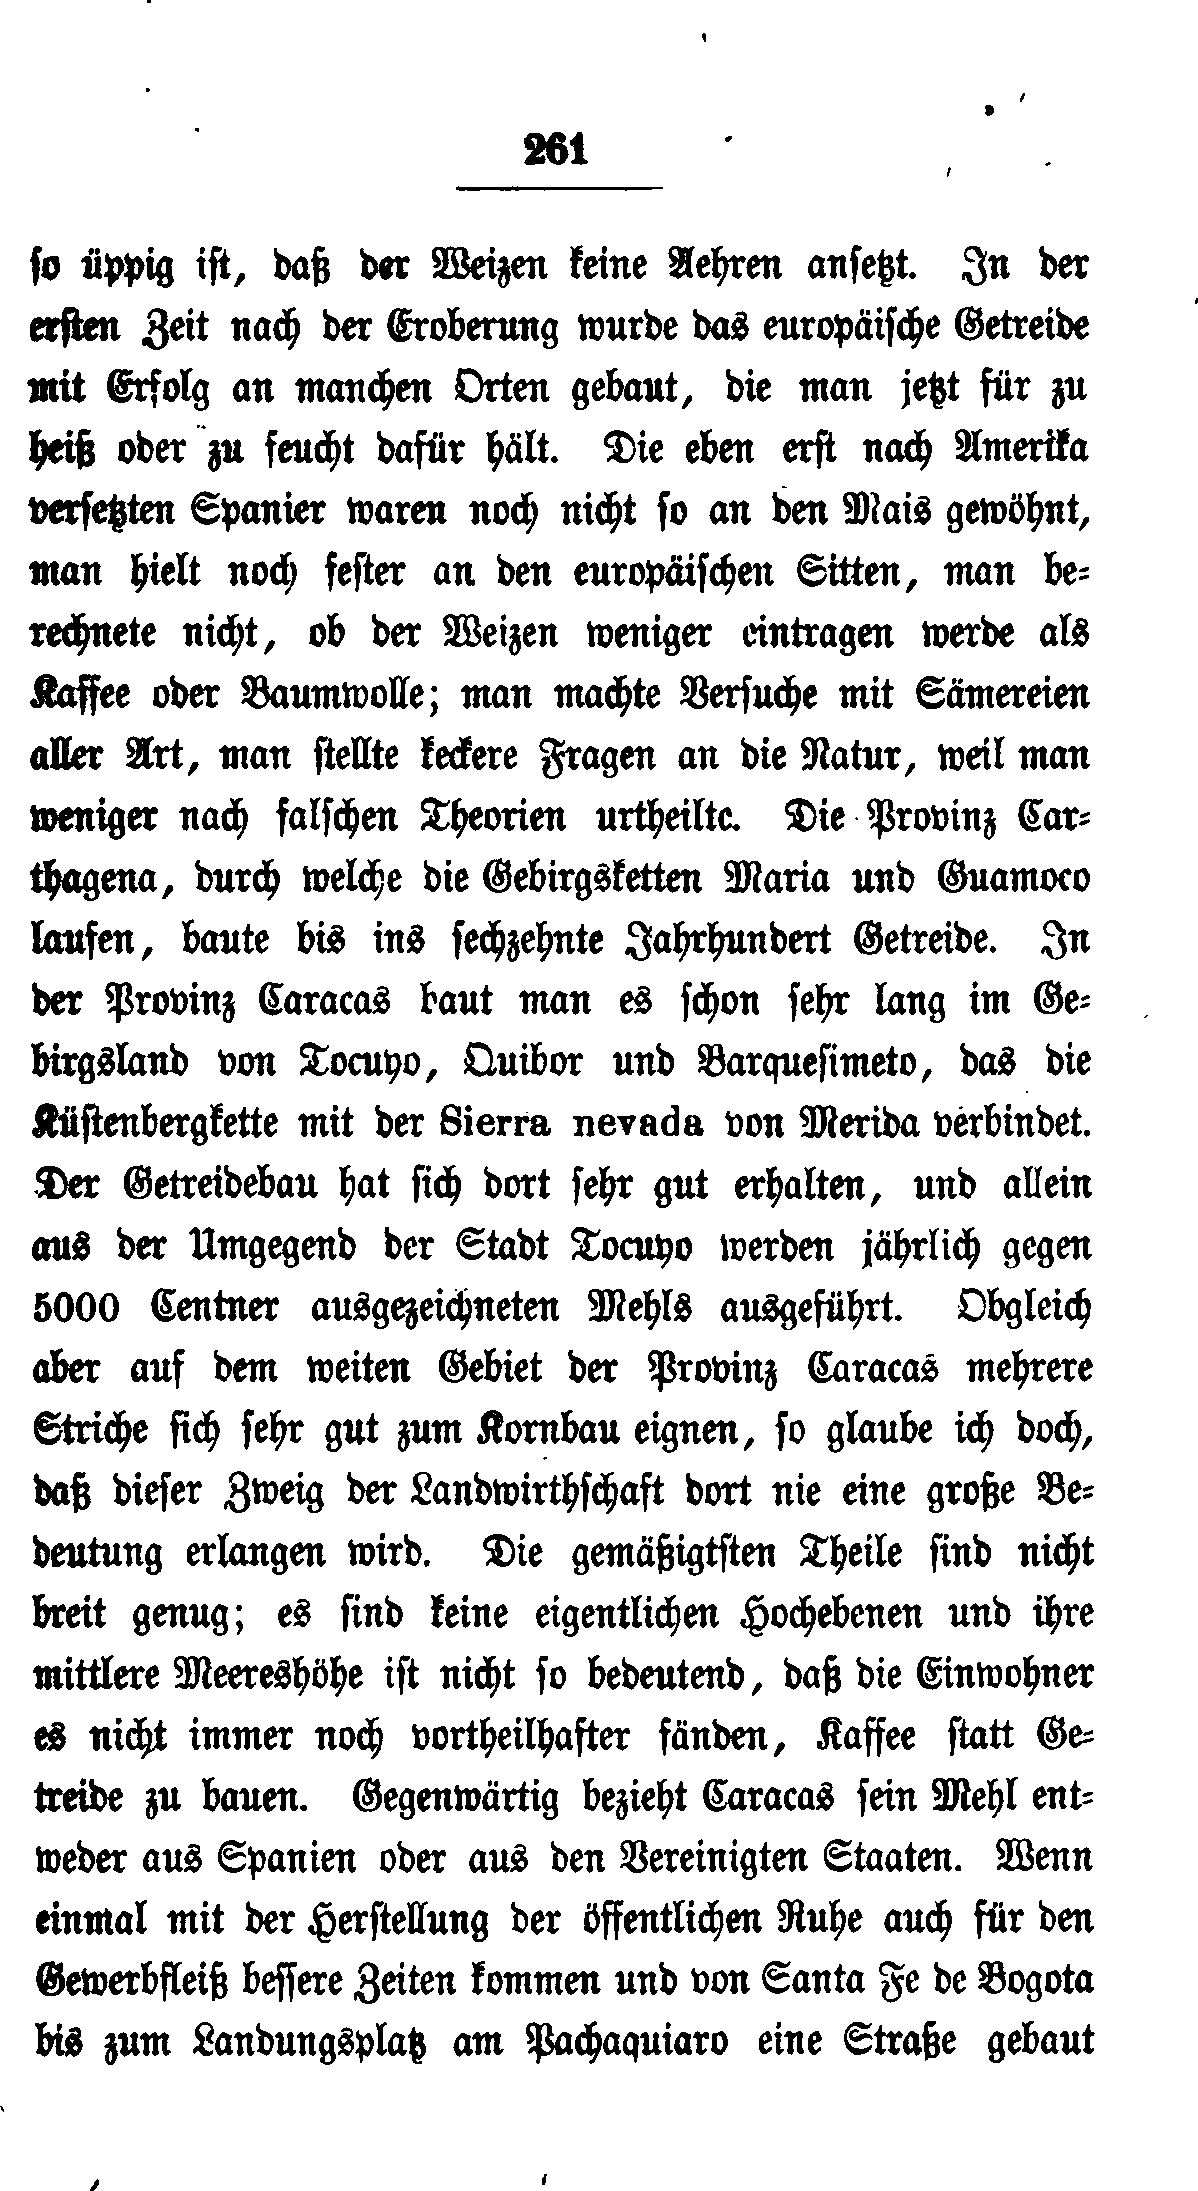 261
so üppig ist, daß der Weizen keine Aehren ansetzt. In der
ersten Zeit nach der Eroberung wurde das europäische Getreide
mit Erfolg an manchen Orten gebaut, die man jetzt für zu
heiß oder zu feucht dafür hält. Die eben erst nach Amerika
versetzten Spanier waren noch nicht so an den Mais gewöhnt,
man hielt noch fester an den europäischen Sitten, man be-
rechnete nicht, ob der Weizen weniger eintragen werde als
Kaffee oder Baumwolle; man machte Versuche mit Sämereien
aller Art, man stellte keckere Fragen an die Natur, weil man
weniger nach falschen Theorien urtheilte. Die Provinz Car-
thagena, durch welche die Gebirgsketten Maria und Guamoco
laufen, baute bis ins sechzehnte Jahrhundert Getreide. In
der Provinz Caracas baut man es schon sehr lang im Ge-
birgsland von Tocuyo, Quibor und Barquesimeto, das die
Küstenbergkette mit der Sierra nevada von Merida verbindet.
Der Getreidebau hat sich dort sehr gut erhalten, und allein
aus der Umgegend der Stadt Tocuyo werden jährlich gegen
5000 Centner ausgezeichneten Mehls ausgeführt. Obgleich
aber auf dem weiten Gebiet der Provinz Caracas mehrere
Striche sich sehr gut zum Kornbau eignen, so glaube ich doch,
daß dieser Zweig der Landwirthschaft dort nie eine große Be-
deutung erlangen wird. Die gemäßigtsten Theile sind nicht
breit genug; es sind keine eigentlichen Hochebenen und ihre
mittlere Meereshöhe ist nicht so bedeutend, daß die Einwohner
es nicht immer noch vortheilhafter fänden, Kaffee statt Ge-
treide zu bauen. Gegenwärtig bezieht Caracas sein Mehl ent-
weder aus Spanien oder aus den Vereinigten Staaten. Wenn
einmal mit der Herstellung der öffentlichen Ruhe auch für den
Gewerbfleiß bessere Zeiten kommen und von Santa Fe de Bogota
bis zum Landungsplatz am Pachaquiaro eine Straße gebaut